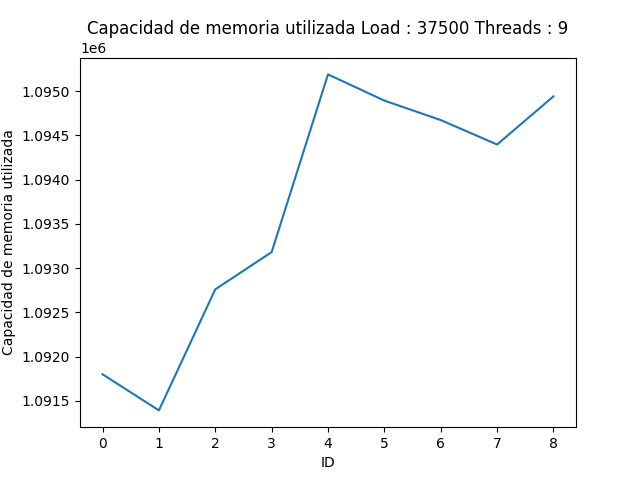 Capacidad de memoria utilizada Load : 37500 Threads : 9
1e6
1.0950
1.0945
1.0940
1.0935
1.0930
1.0925
1.0920
1.0915
Capacidad de memoria utilizada
0 1 2 3 4 5 6 7 8
ID